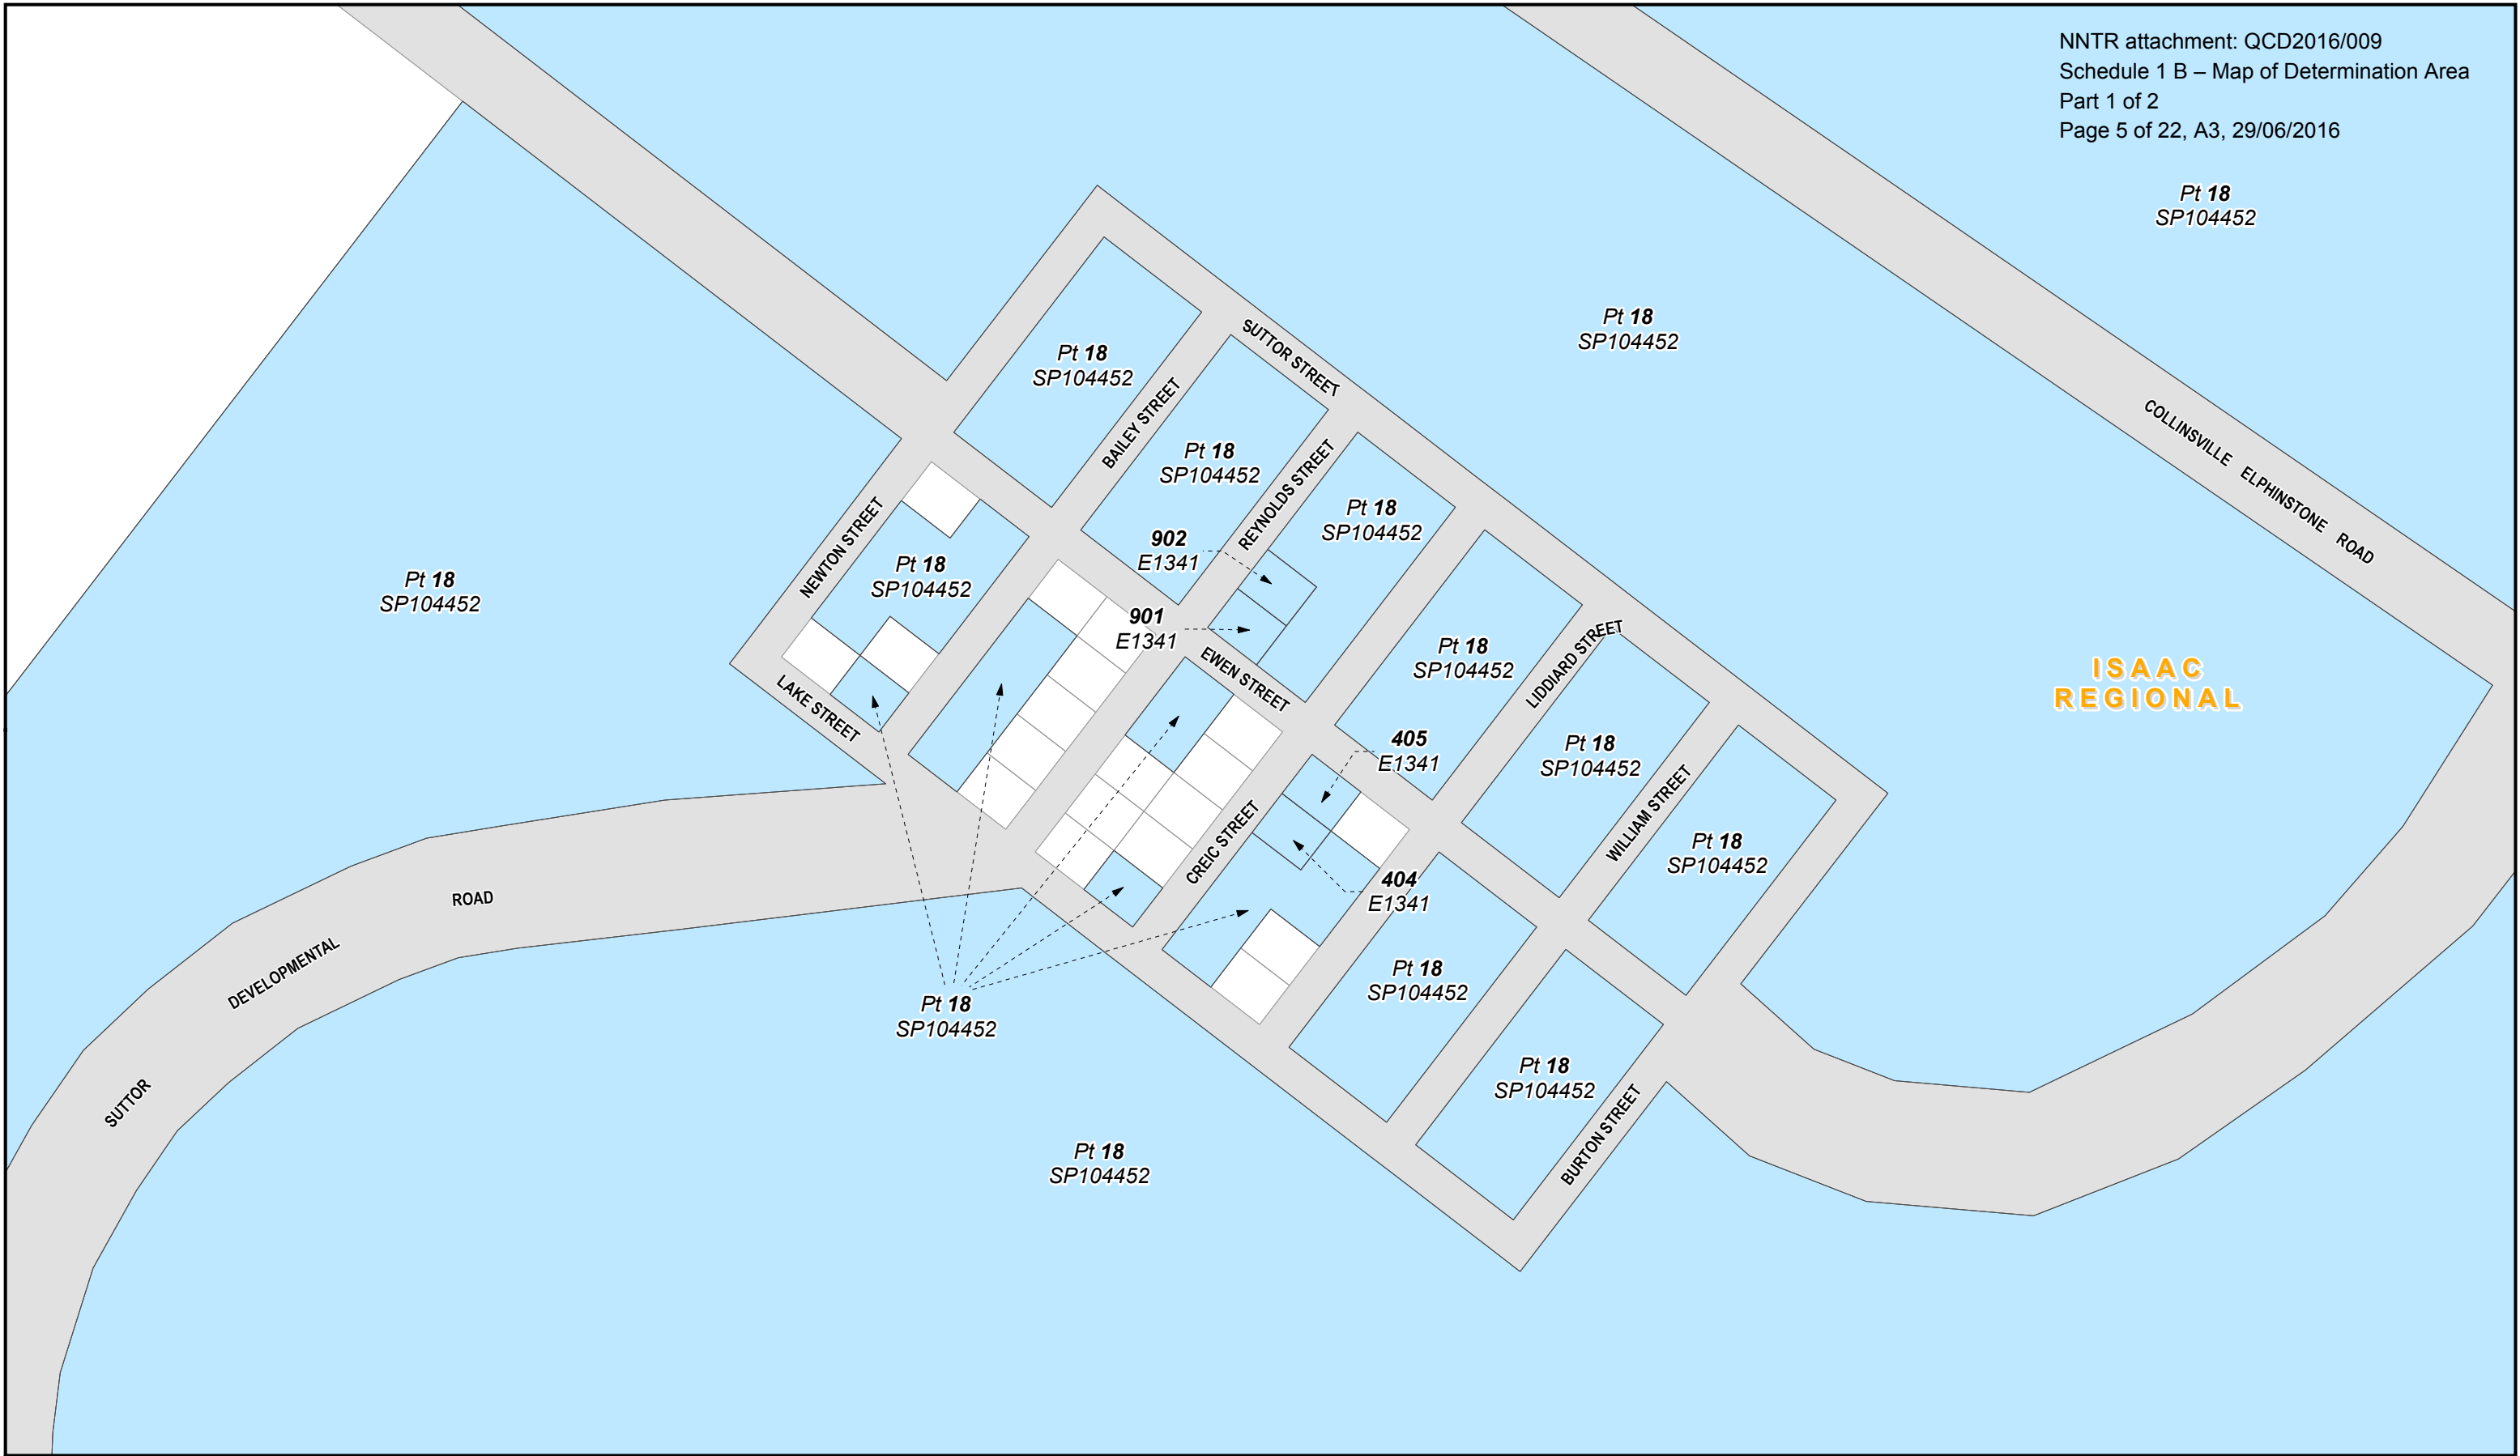 NNTR attachment: QCD2016/009
Schedule 1 B – Map of Determination Area
Part 1 of 2
Page 5 of 22, A3, 29/06/2016
Pt 18
SP104452
Pt 18
SP104452
SUTTOR STREET
Pt 18
SP104452
BAILEY STREET
COLLINSVILLE ELPHINSTONE ROAD
Pt 18
SP104452
REYNOLDS STREET
Pt 18
SP104452
NEWTON STREET
902
E1341
Pt 18
SP104452
Pt 18
SP104452
901
E1341
EWEN STREET
Pt 18
SP104452
LIDDIARD STREET
ISAAC
REGIONAL
LAKE STREET
405
E1341
Pt 18
SP104452
WILLIAM STREET
Pt 18
SP104452
CREIC STREET
404
E1341
ROAD
DEVELOPMENTAL
SUTTOR
Pt 18
SP104452
Pt 18
SP104452
Pt 18
SP104452
BURTON STREET
Pt 18
SP104452